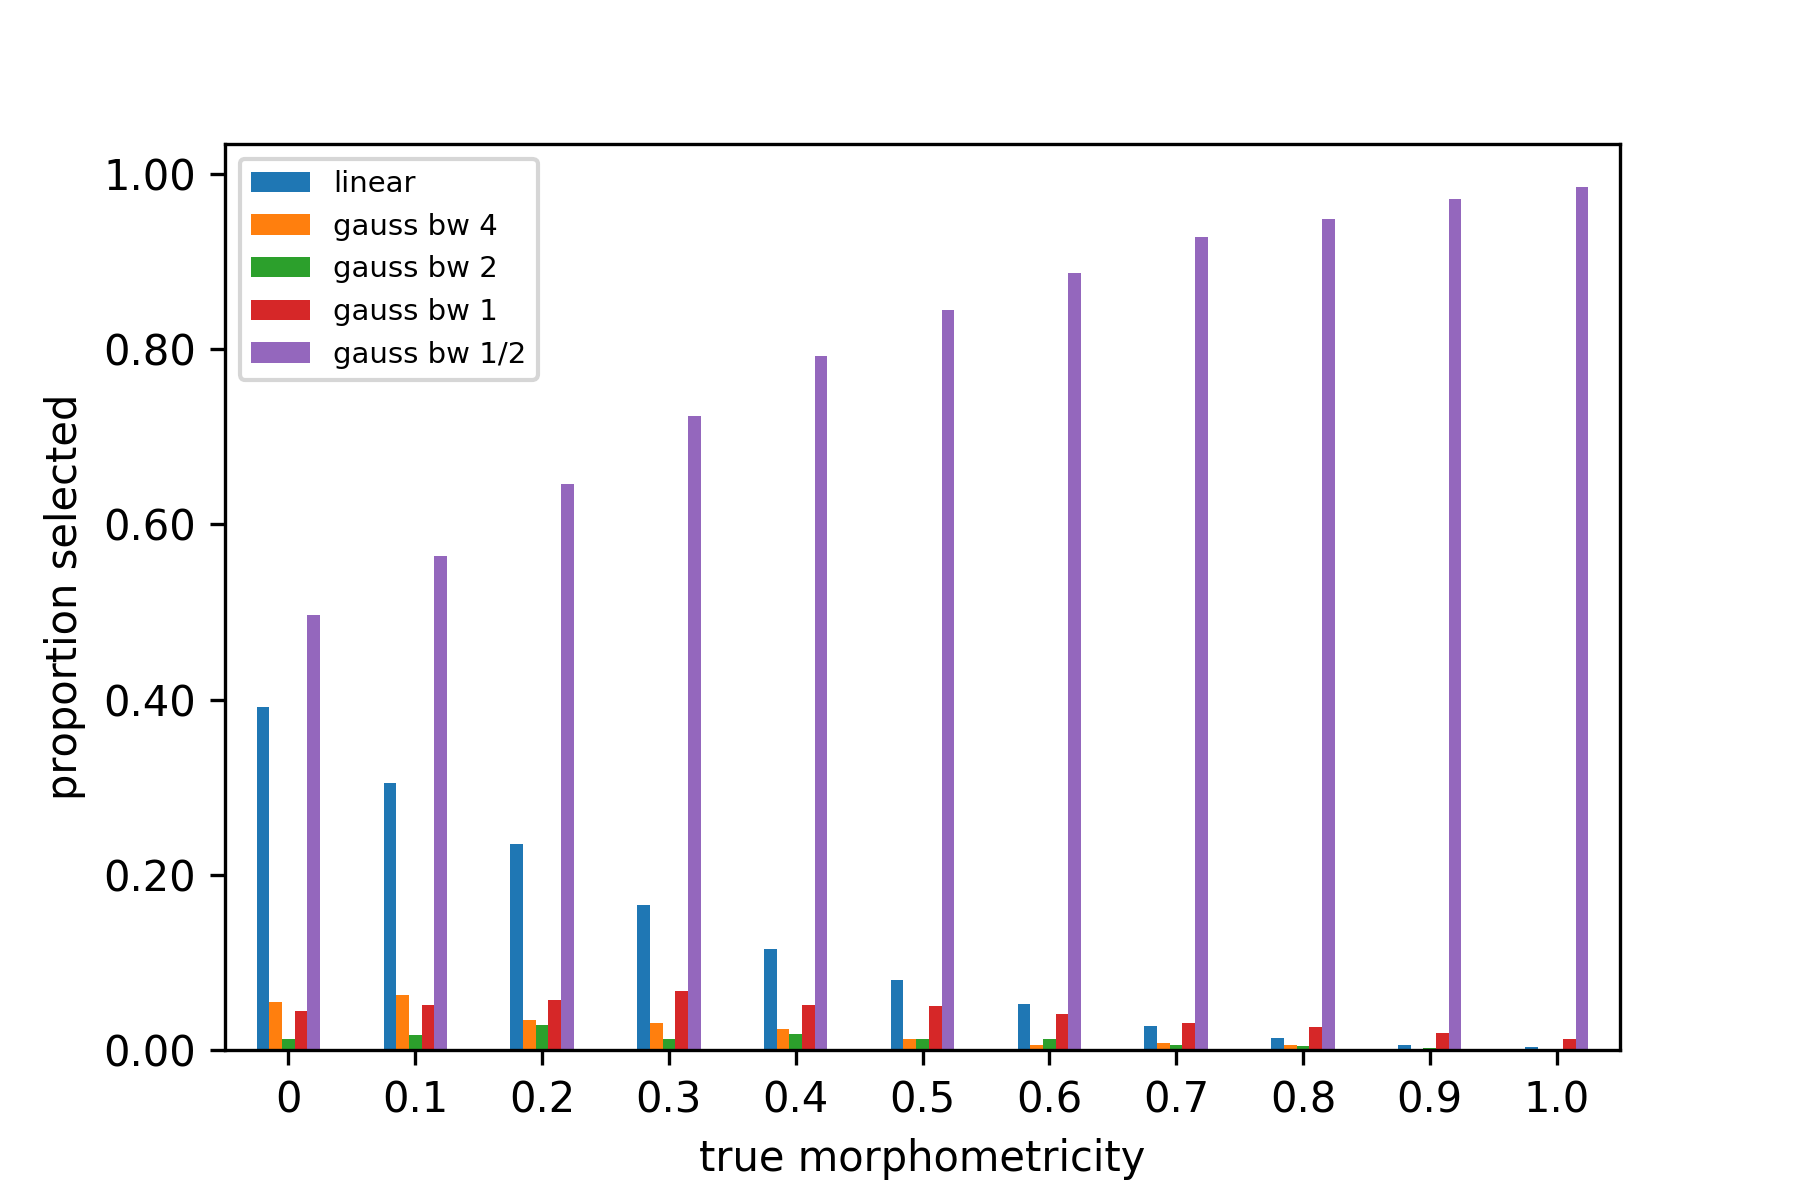 1.00
0.80
0.60
0.40
0.20
0.00
proportion selected
linear
gauss bw 4
gauss bw 2
gauss bw 1
gauss bw 1/2
0 0.1 0.2 0.3 0.4 0.5 0.6 0.7 0.8 0.9 1.0
true morphometricity